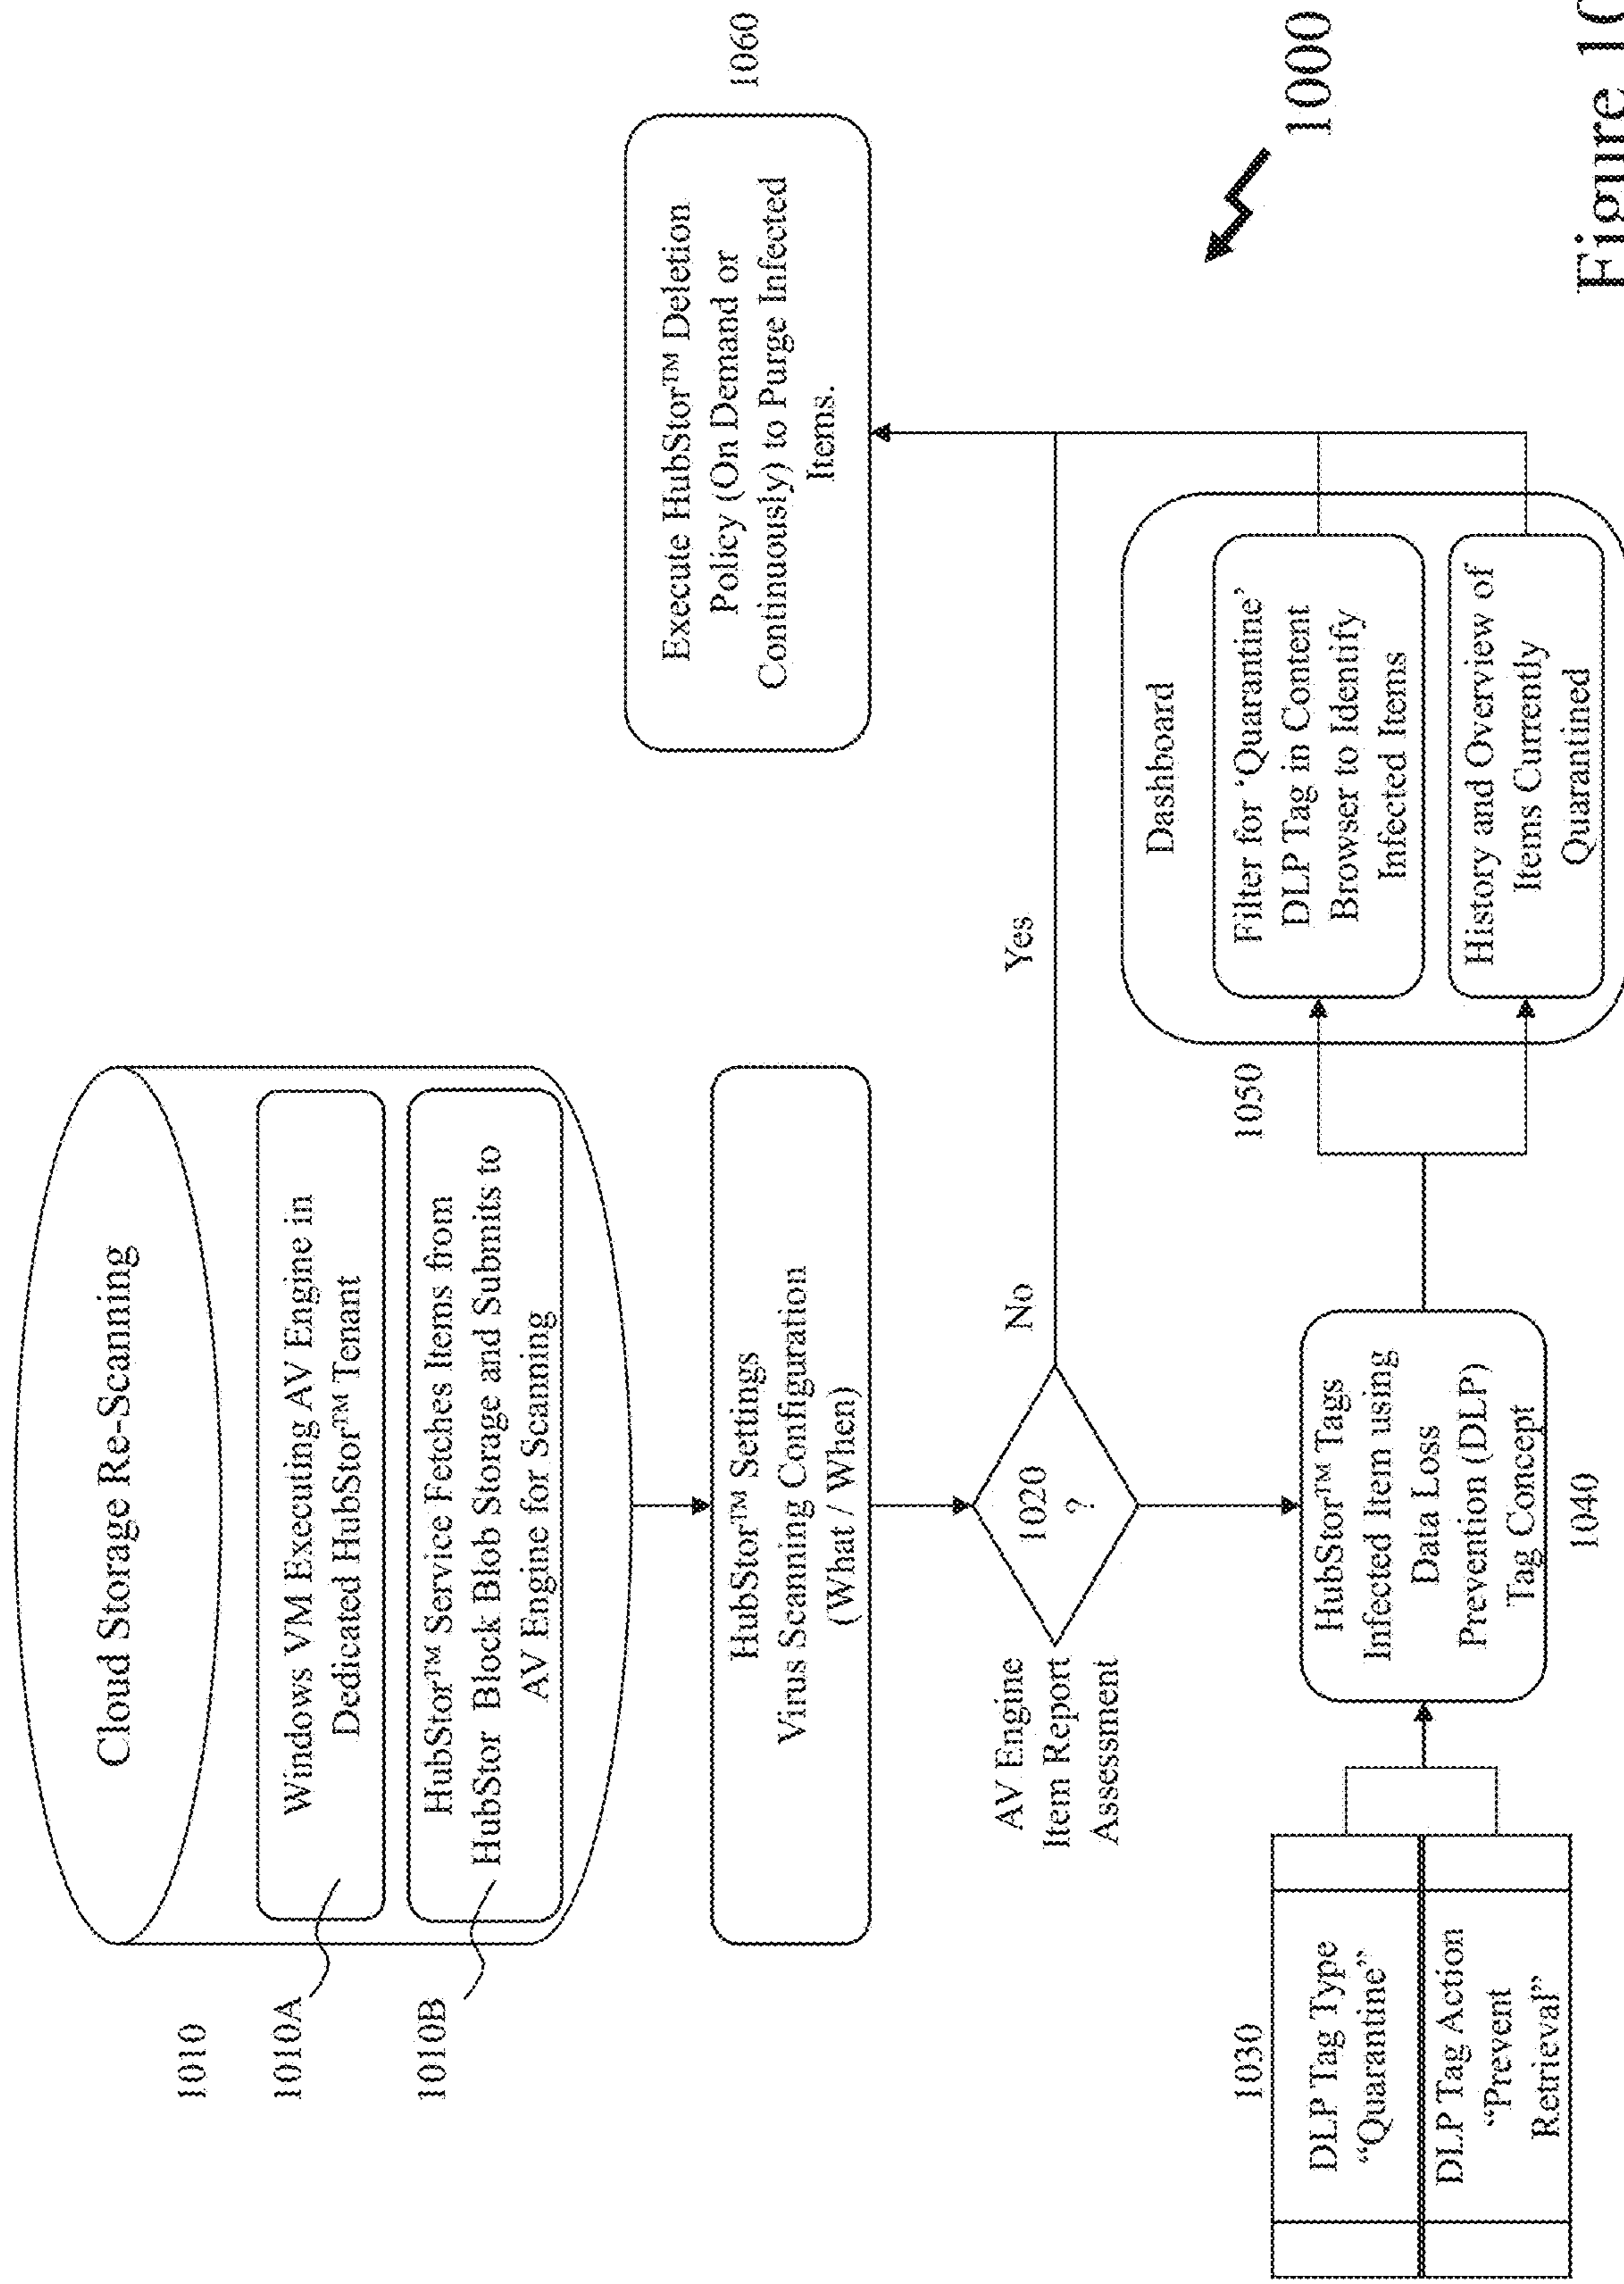 Cloud Storage Re-Scanning
1010
1010A
Windows VM Executing AV Engine in
Dedicated HubStor™ Tenant
1010B
HubStor™ Service Fetches Items from
HubStor Block Blob Storage and Submits to
AV Engine for Scanning
HubStor™ Settings
Virus Scanning Configuration
(What / When)
Execute HubStor™ Deletion
Policy (On Demand or
Continuously) to Purge Infected
Items.
1060
AV Engine
Item Report
Assessment
1020
?
No
Yes
1030
DLP Tag Type
“Quarantine”
DLP Tag Action
“Prevent
Retrieval”
HubStor™ Tags
Infected Item using
Data Loss
Prevention (DLP)
Tag Concept
1040
1050
Dashboard
Filter for ‘Quarantine’
DLP Tag in Content
Browser to Identify
Infected Items
History and Overview of
Items Currently
Quarantined
1000
Figure 10